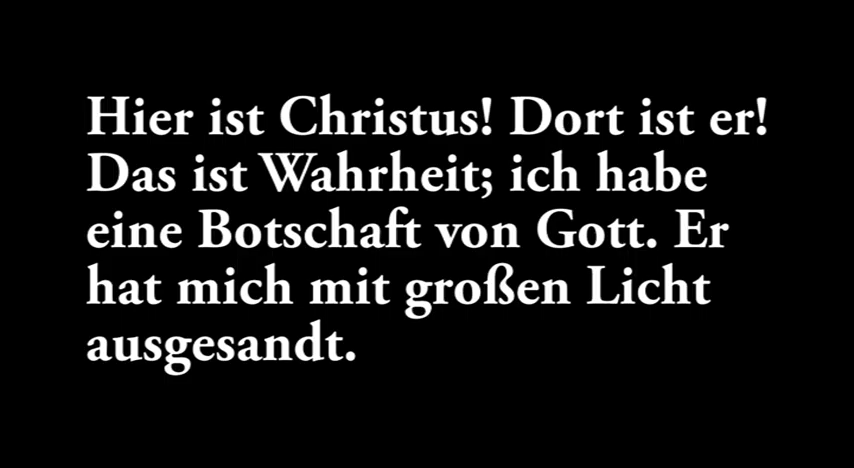 Hier ist Christus! Dort ist er!
Das ist Wahrheit; ich habe
eine Botschaft von Gott. Er
hat mich mit großen Licht
ausgesandt.